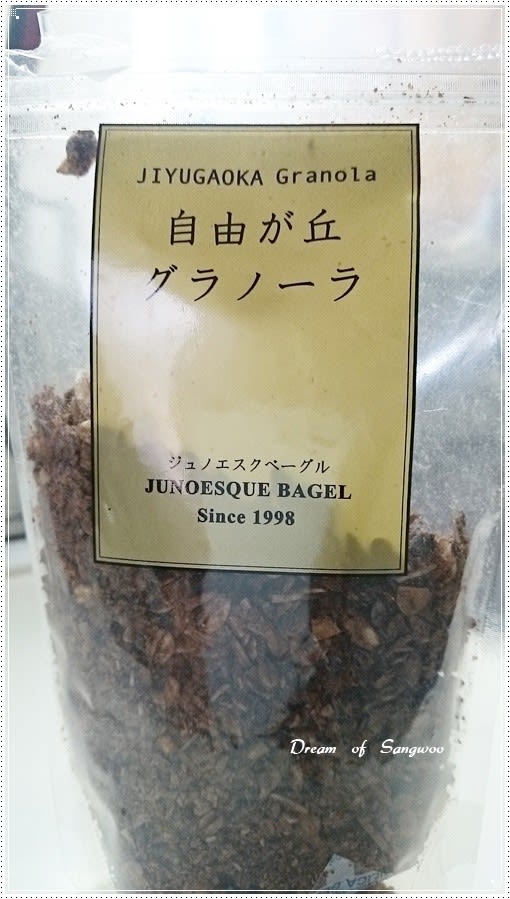 JIYUGAOKA Granola
自由が丘
グラノーラ
ジュノエスクベーグル
JUNOESQUE BAGEL
Since 1998
Dream of Sangwoo